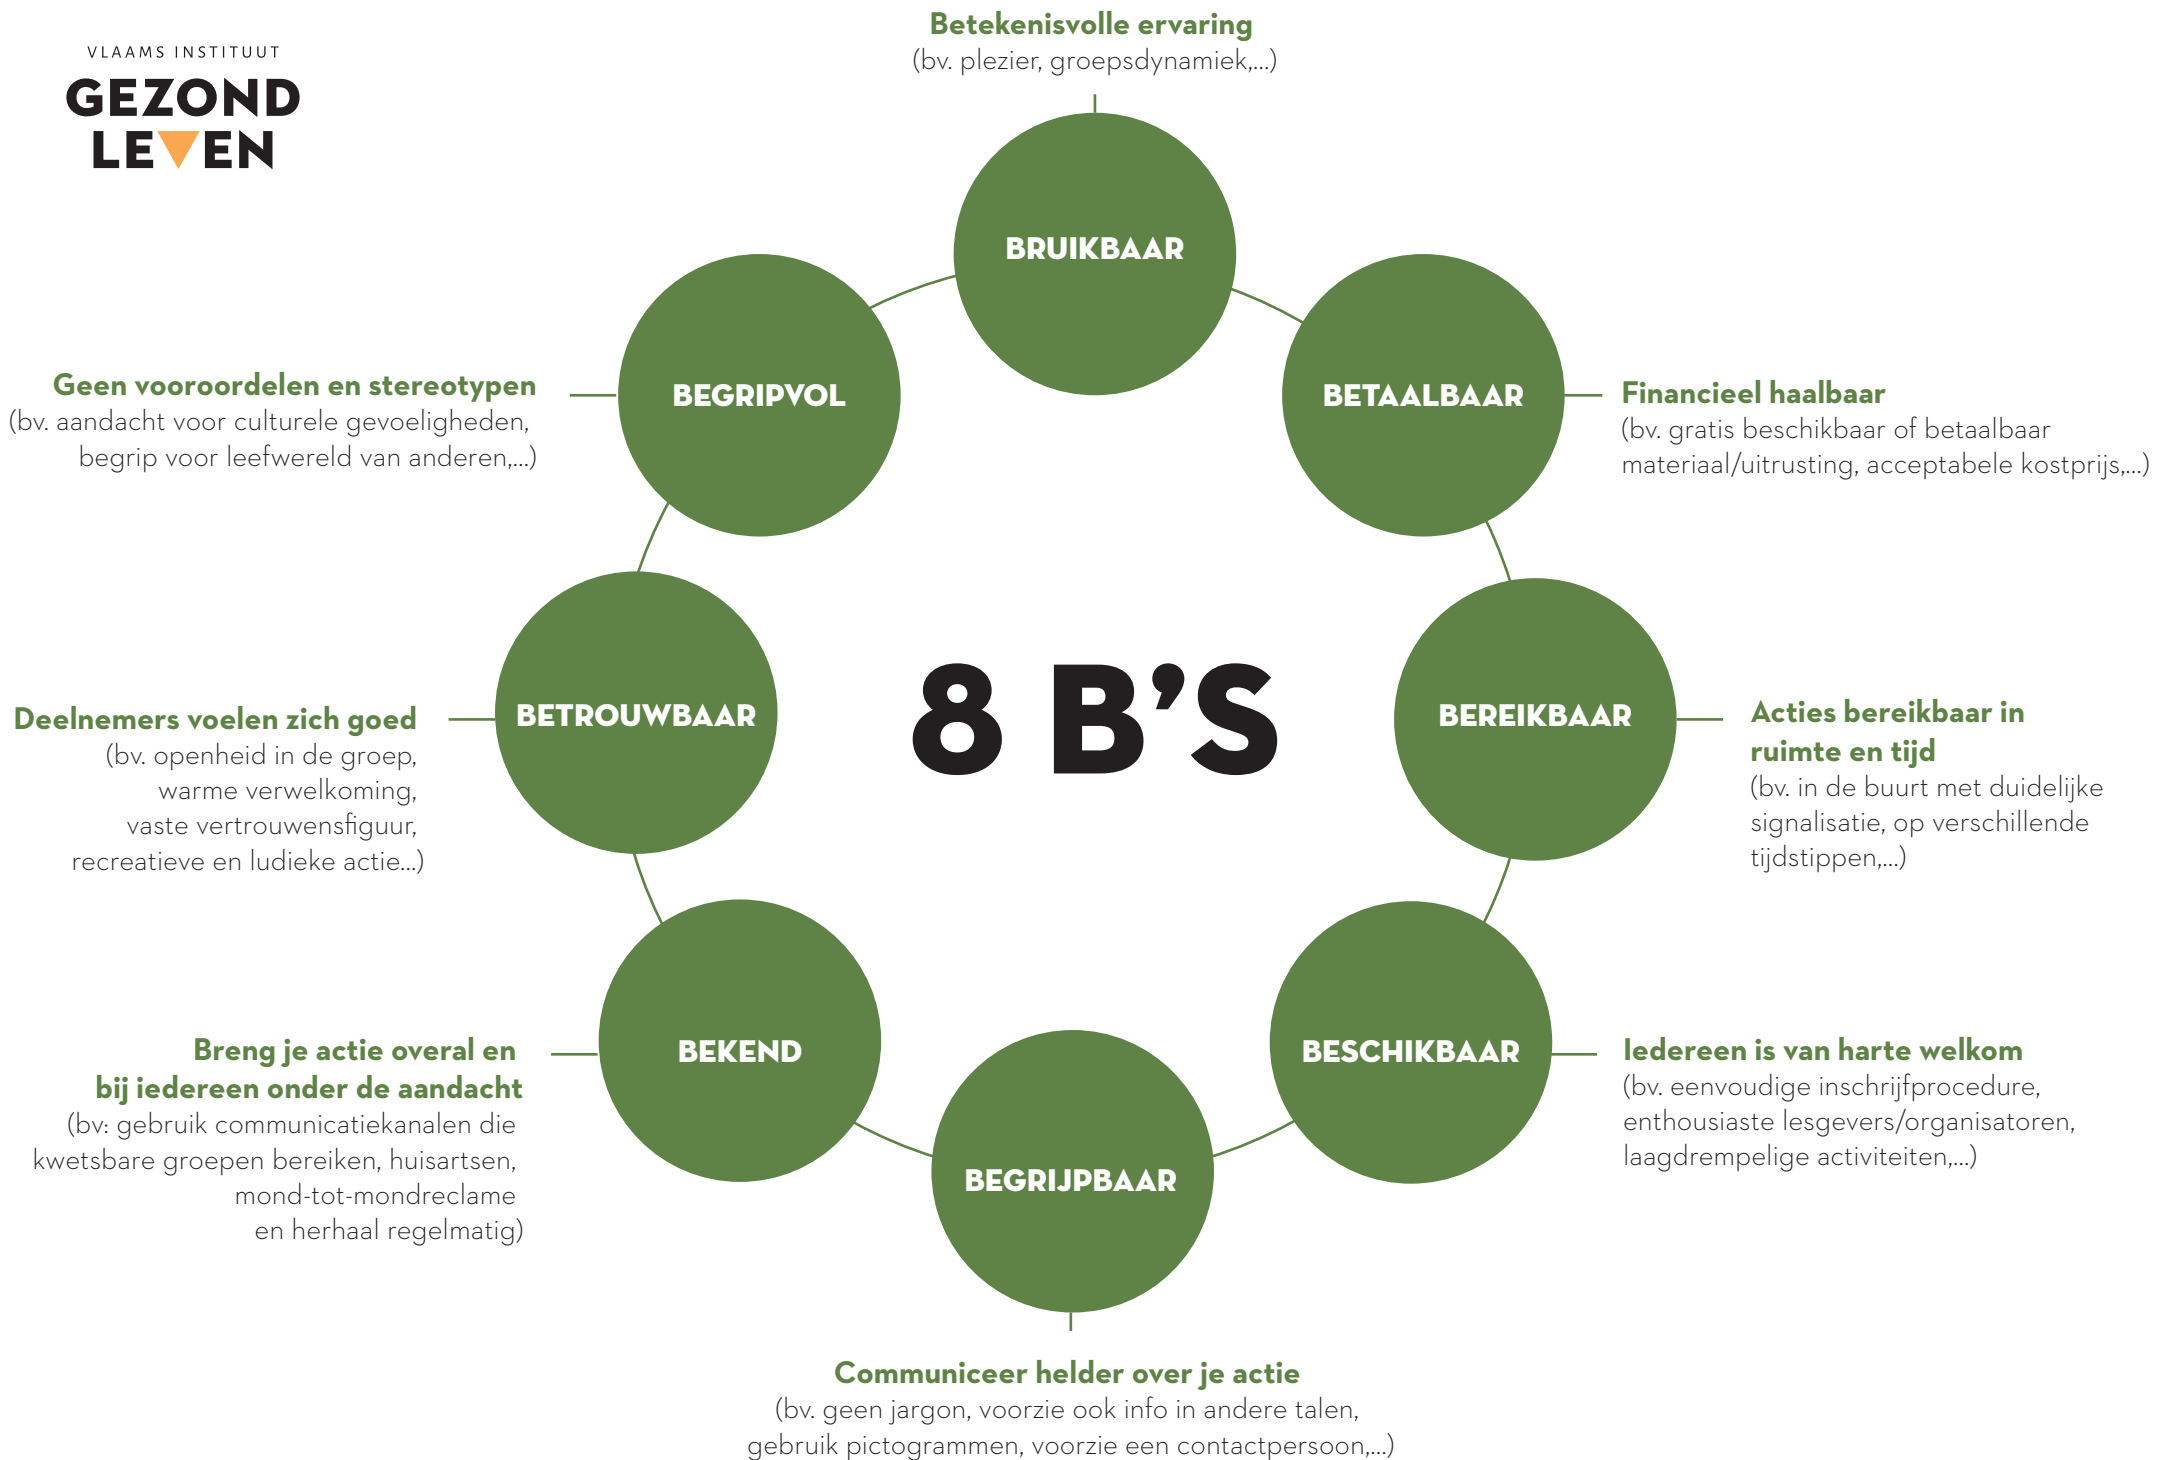 VLAAMS INSTITUUT
GEZOND
LEVEN
Betekenisvolle ervaring
(bv. plezier, groepsdynamiek,...)
BRUIKBAAR
BETAALBAAR
Financieel haalbaar
(bv. gratis beschikbaar of betaalbaar
materiaal/uitrusting, acceptabele kostprijs,...)
BEREIKBAAR
Acties bereikbaar in
ruimte en tijd
(bv. in de buurt met duidelijke
signalisatie, op verschillende
tijdstippen,...)
BESCHIKBAAR
Iedereen is van harte welkom
(bv. eenvoudige inschrijfprocedure,
enthousiaste lesgevers/organisatoren,
laagdrempelige activiteiten,...)
BEGRIJPBAAR
Communiceer helder over je actie
(bv. geen jargon, voorzie ook info in andere talen,
gebruik pictogrammen, voorzie een contactpersoon,...)
BEKEND
Breng je actie overal en
bij iedereen onder de aandacht
(bv: gebruik communicatiekanalen die
kwetsbare groepen bereiken, huisartsen,
mond-tot-mondreclame
en herhaal regelmatig)
BETROUWBAAR
Deelnemers voelen zich goed
(bv. openheid in de groep,
warme verwelkoming,
vaste vertrouwensfiguur,
recreatieve en ludieke actie...)
BEGRIPVOL
Geen vooroordelen en stereotypen
(bv. aandacht voor culturele gevoeligheden,
begrip voor leefwereld van anderen,...)
8 B'S